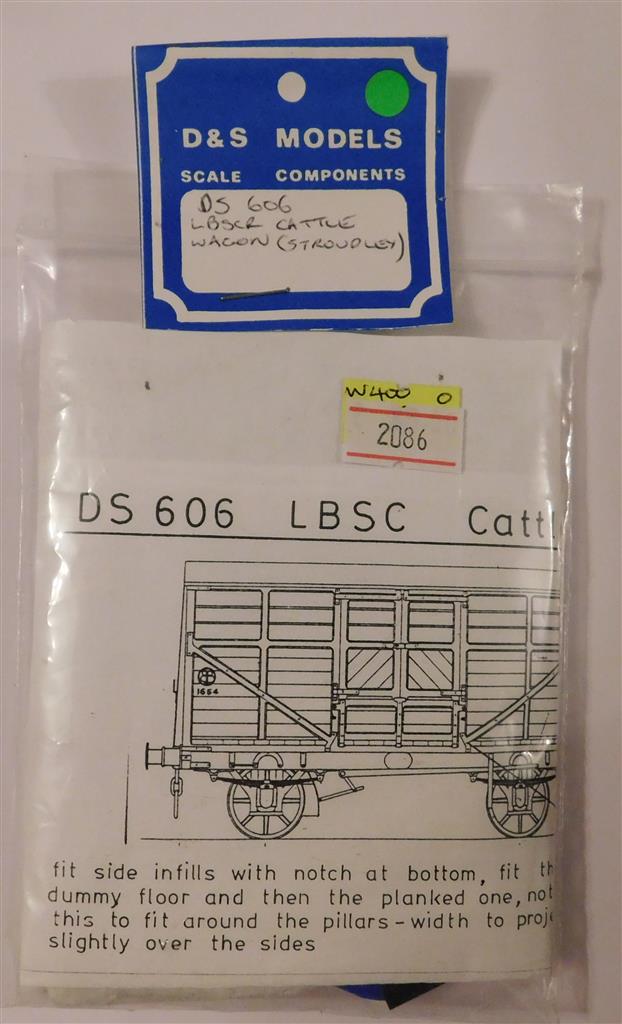 D&S MODELS
SCALE COMPONENTS
DS 606
LBSCR CATTLE
WAGON (STROUDLEY)
W400 O
2086
DS 606 LBSC Cattl
1654
fit side infills with notch at bottom, fit th
dummy floor and then the planked one, not
this to fit around the pillars - width to proje
slightly over the sides